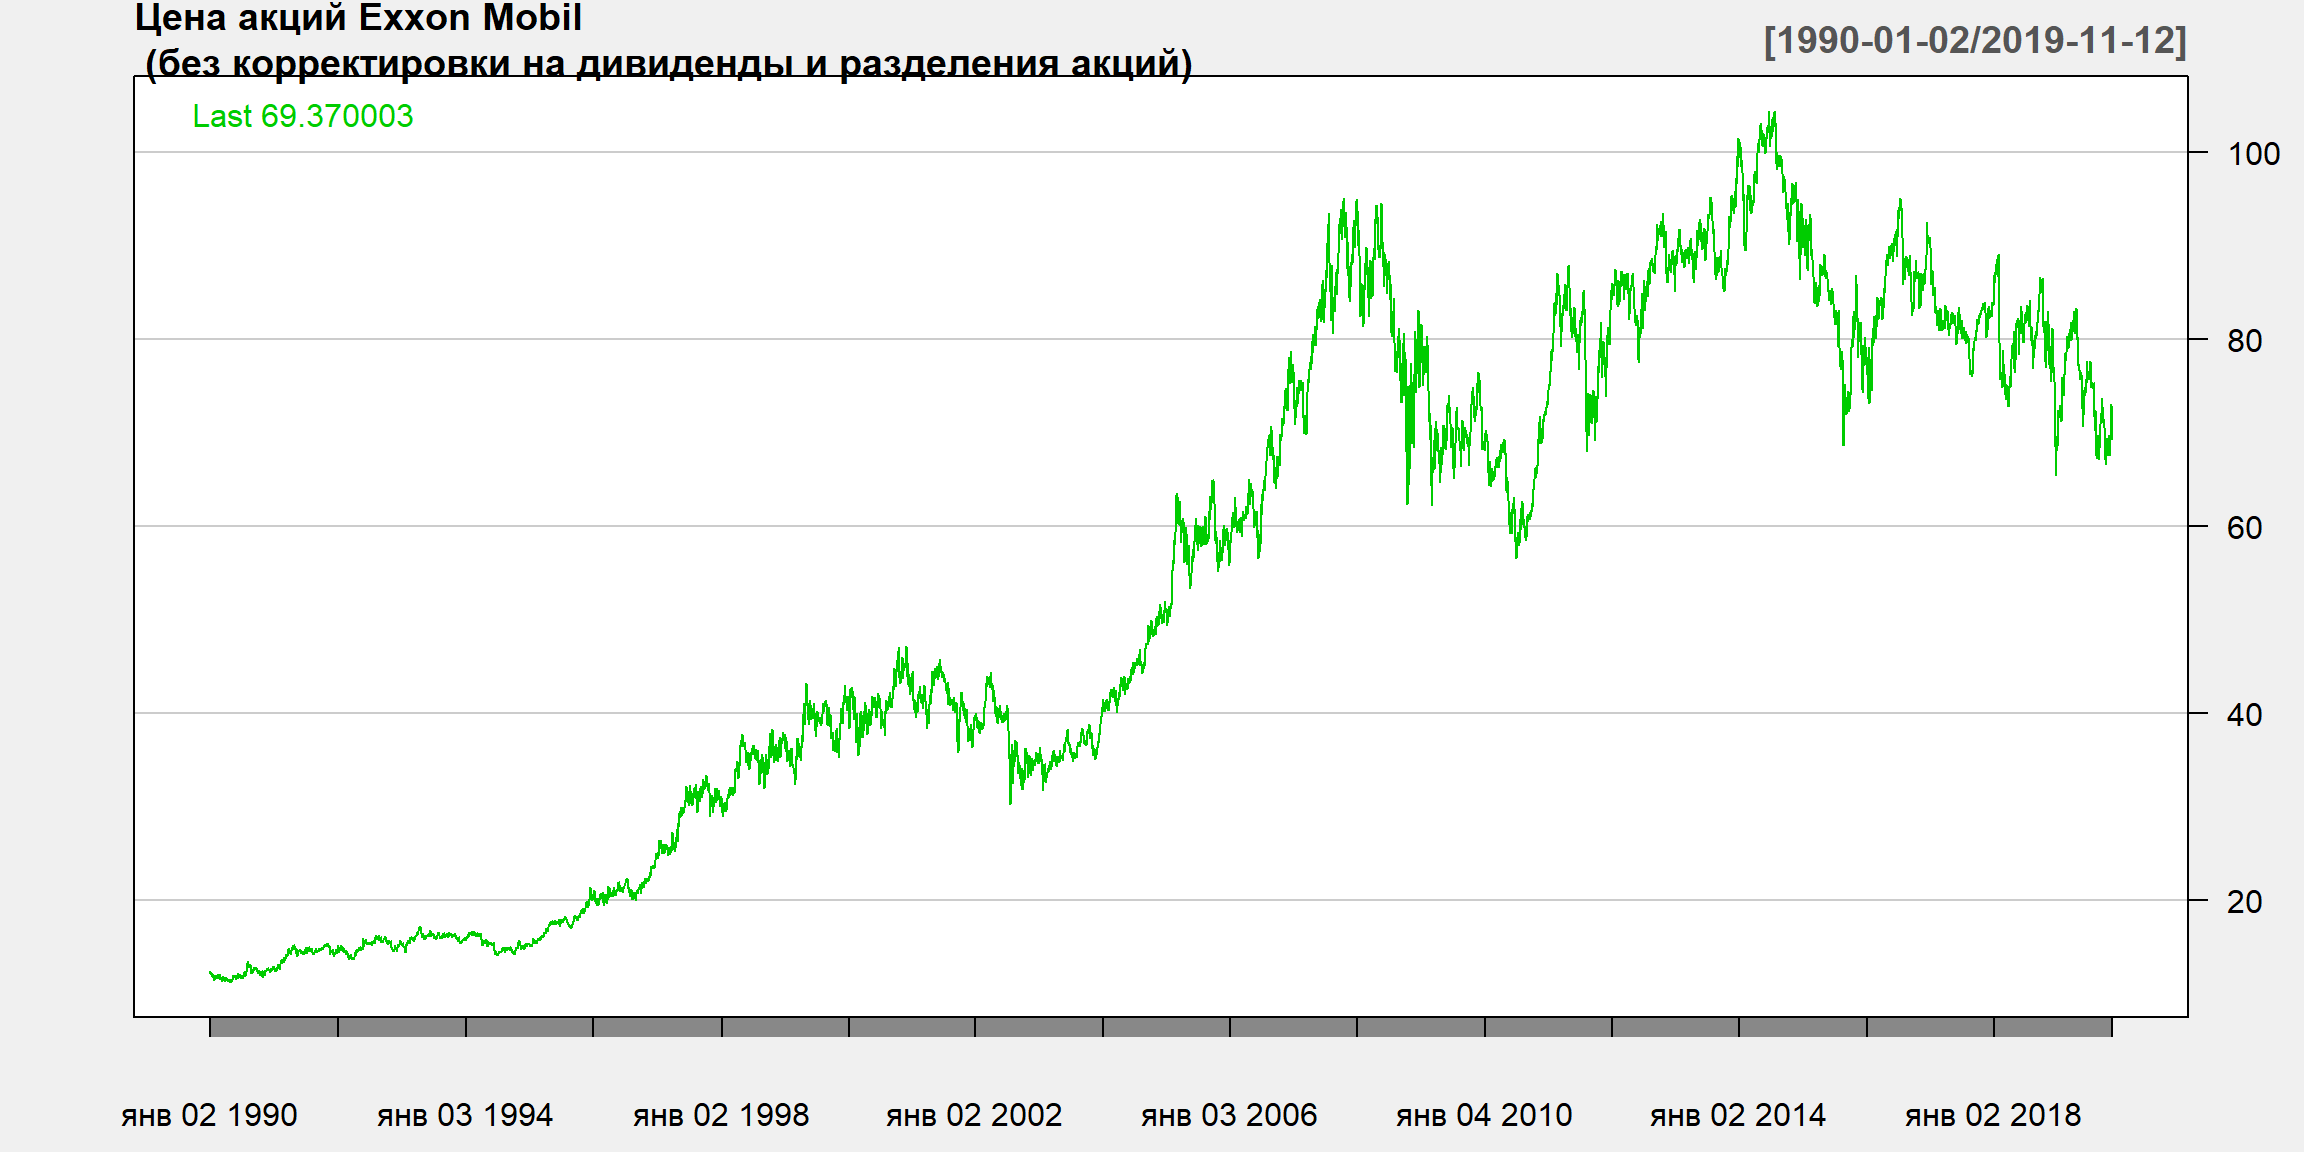 Цена акций Exxon Mobil
(без корректировки на дивиденды и разделения акций)
[1990-01-02/2019-11-12]
Last 69.370003
100
80
60
40
20
янв 02 1990
янв 03 1994
янв 02 1998
янв 02 2002
янв 03 2006
янв 04 2010
янв 02 2014
янв 02 2018